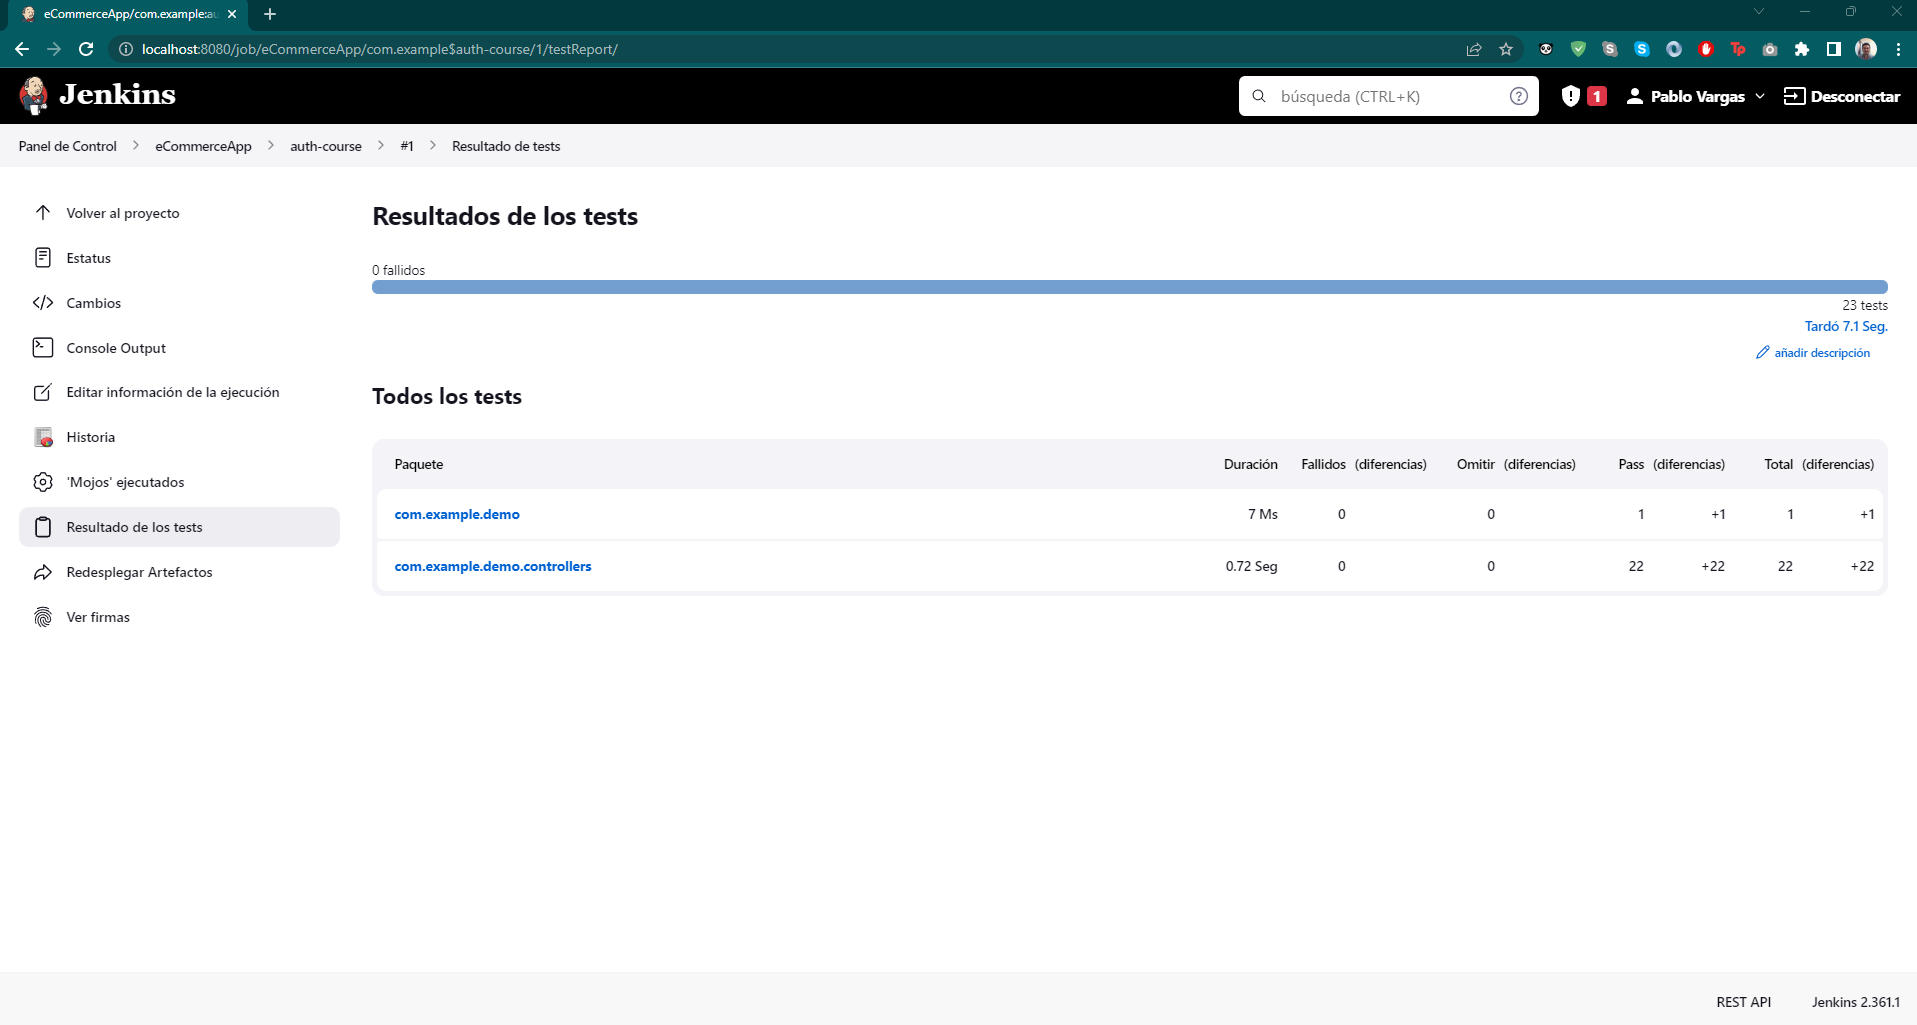 eCommerceApp/com.example:au
localhost:8080/job/eCommerceApp/com.example$auth-course/1/testReport/
Jenkins
búsqueda (CTRL+K)
1
Pablo Vargas
Desconectar
Panel de Control
eCommerceApp
auth-course
#1
Resultado de tests
Volver al proyecto
Estatus
Cambios
Console Output
Editar información de la ejecución
Historia
'Mojos' ejecutados
Resultado de los tests
Redesplegar Artefactos
Ver firmas
Resultados de los tests
0 fallidos
23 tests
Tardó 7.1 Seg.
añadir descripción
Todos los tests
Paquete Duración Fallidos (diferencias) Omitir (diferencias) Pass (diferencias) Total (diferencias)
com.example.demo 7 Ms 0 0 1 +1 1 +1
com.example.demo.controllers 0.72 Seg 0 0 22 +22 22 +22
REST API Jenkins 2.361.1